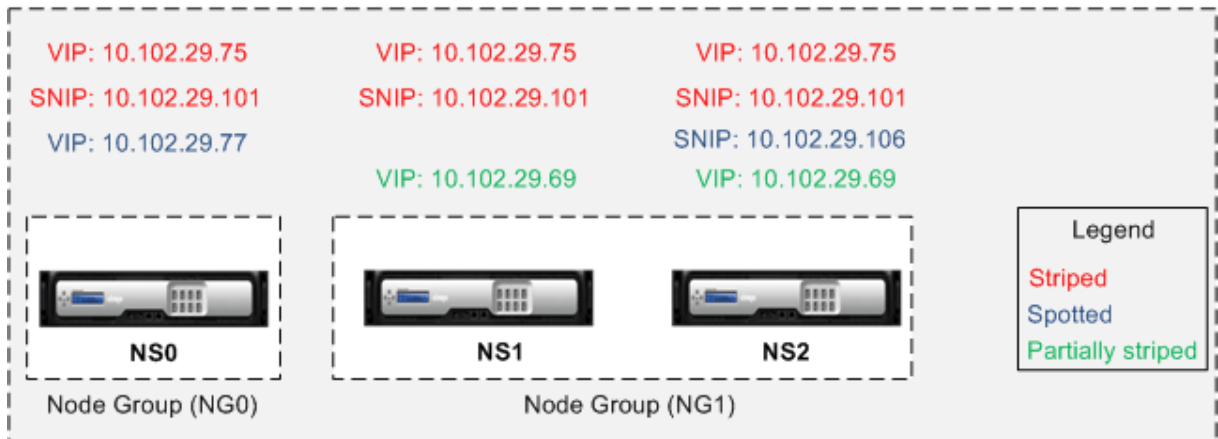 VIP: 10.102.29.75 VIP: 10.102.29.75 VIP: 10.102.29.75
SNIP: 10.102.29.101 SNIP: 10.102.29.101 SNIP: 10.102.29.101
VIP: 10.102.29.77 SNIP: 10.102.29.106
VIP: 10.102.29.69 VIP: 10.102.29.69
Legend
Striped
Spotted
Partially striped
NS0 NS1 NS2
Node Group (NG0) Node Group (NG1)